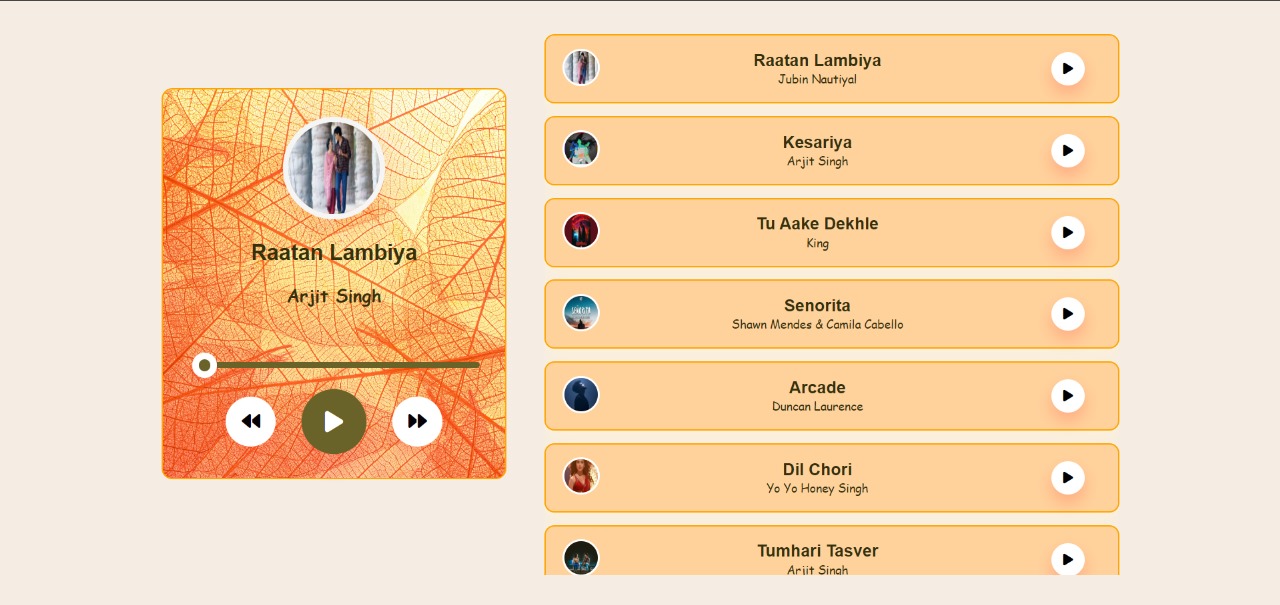 Raatan Lambiya
Arjit Singh
Raatan Lambiya
Jubin Nautiyal
Kesariya
Arjit Singh
Tu Aake Dekhle
King
Senorita
Shawn Mendes & Camila Cabello
Arcade
Duncan Laurence
Dil Chori
Yo Yo Honey Singh
Tumhari Tasver
Arjit Singh